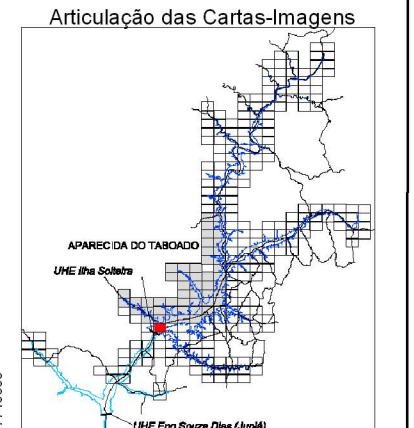 Articulação das Cartas-Imagens
APARECIDA DO TABOADO
UHE Ilha Solteira
UHE Eng Souza Dias (Jupiá)